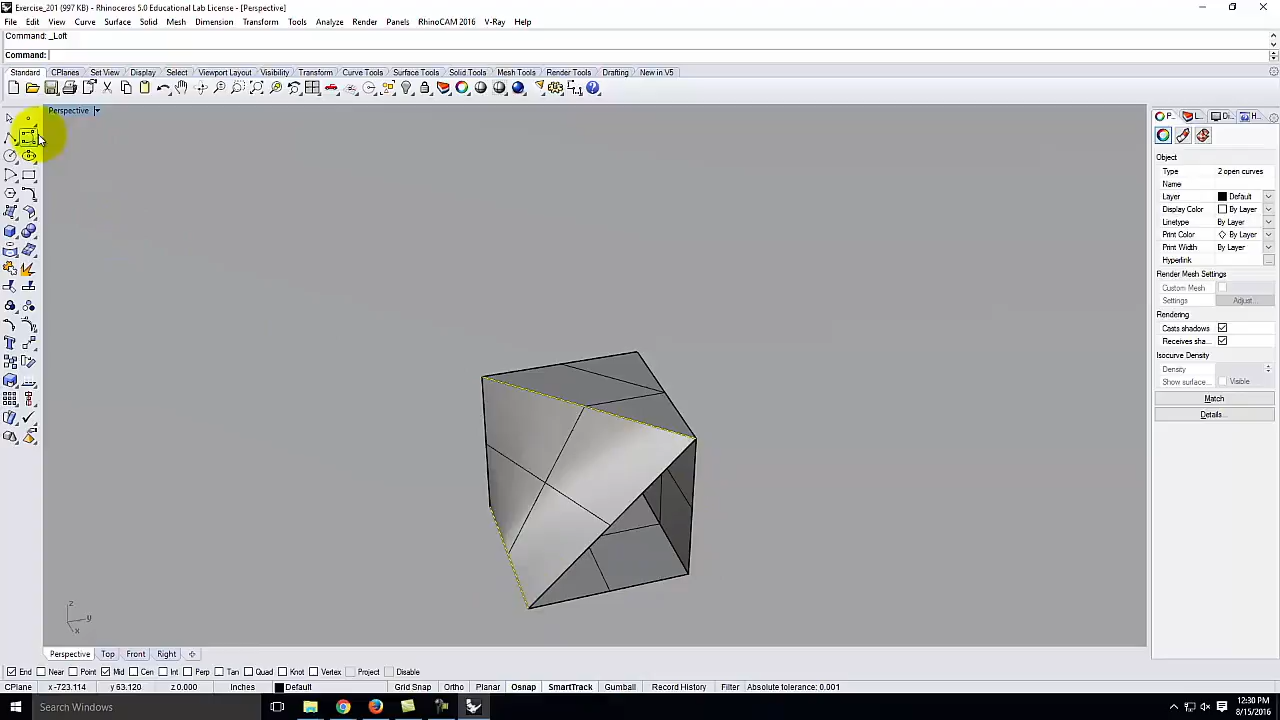 Exercise_201 (997 KB) - Rhinoceros 5.0 Educational Lab License - [Perspective]
File Edit View Curve Surface Solid Mesh Dimension Transform Tools Analyze Render Panels RhinoCAM 2016 V-Ray Help
Command: _Loft
Command:
Standard CPlanes Set View Display Select Viewport Layout Visibility Transform Curve Tools Surface Tools Solid Tools Mesh Tools Render Tools Drafting New in V5
Perspective
P... L... Di... H...
Object
Type 2 open curves
Name
Layer Default
Display Color By Layer
Linetype By Layer
Print Color By Layer
Print Width By Layer
Hyperlink ...
Render Mesh Settings
Custom Mesh
Settings Adjust...
Rendering
Casts shadows
Receives sha...
Isocurve Density
Density
Show surface... Visible
Match
Details...
z
y
x
Perspective Top Front Right
End Near Point Mid Cen Int Perp Tan Quad Knot Vertex Project Disable
CPlane x -723.114 y 63.120 z 0.000 Inches Default Grid Snap Ortho Planar Osnap SmartTrack Gumball Record History Filter Absolute tolerance: 0.001
Search Windows
12:30 PM
8/15/2016